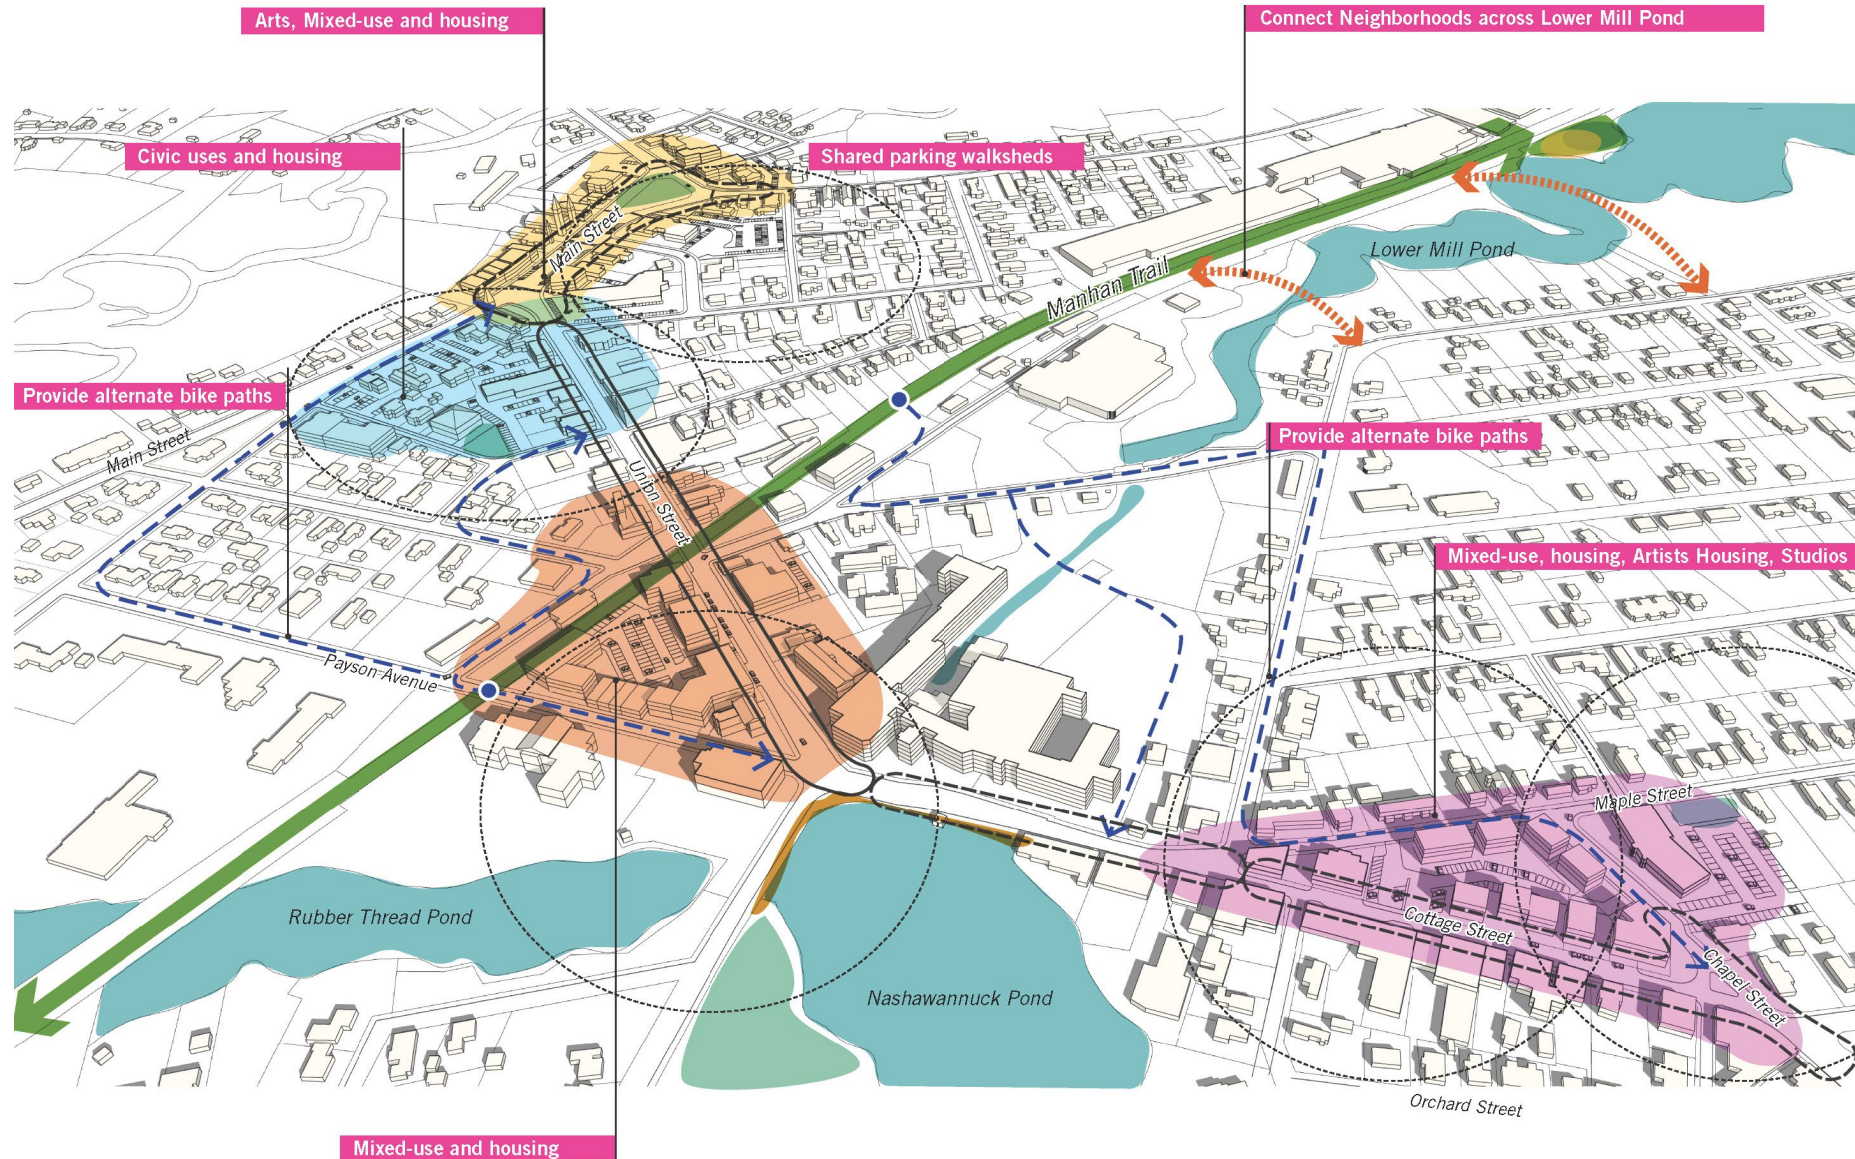 Arts, Mixed-use and housing
Connect Neighborhoods across Lower Mill Pond
Civic uses and housing
Shared parking walksheds
Main Street
Lower Mill Pond
Manhan Trail
Provide alternate bike paths
Main Street
Provide alternate bike paths
Union Street
Mixed-use, housing, Artists Housing, Studios
Payson Avenue
Maple Street
Rubber Thread Pond
Cottage Street
Chapel Street
Nashawannuck Pond
Orchard Street
Mixed-use and housing